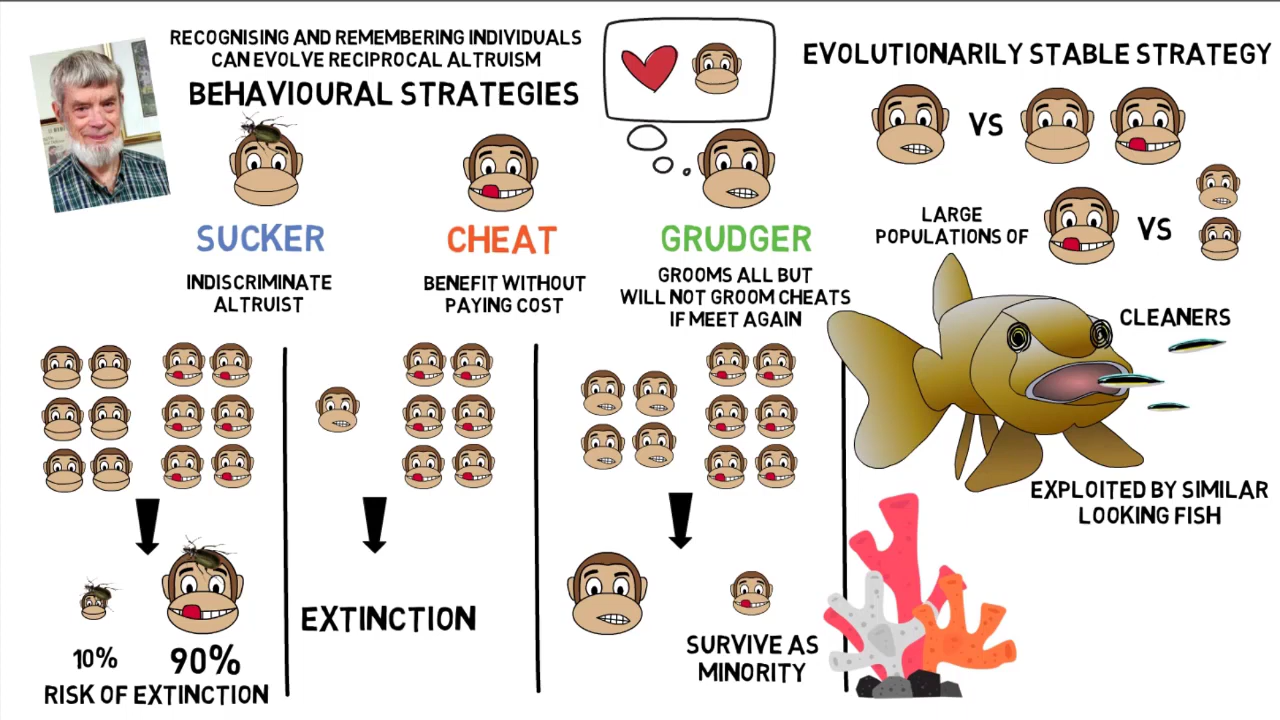 RECOGNISING AND REMEMBERING INDIVIDUALS
CAN EVOLVE RECIPROCAL ALTRUISM
BEHAVIOURAL STRATEGIES
SUCKER
INDISCRIMINATE
ALTRUIST
CHEAT
BENEFIT WITHOUT
PAYING COST
GRUDGER
GROOMS ALL BUT
WILL NOT GROOM CHEATS
IF MEET AGAIN
10%
90%
RISK OF EXTINCTION
EXTINCTION
SURVIVE AS
MINORITY
EVOLUTIONARILY STABLE STRATEGY
VS
LARGE
POPULATIONS OF
VS
CLEANERS
EXPLOITED BY SIMILAR
LOOKING FISH